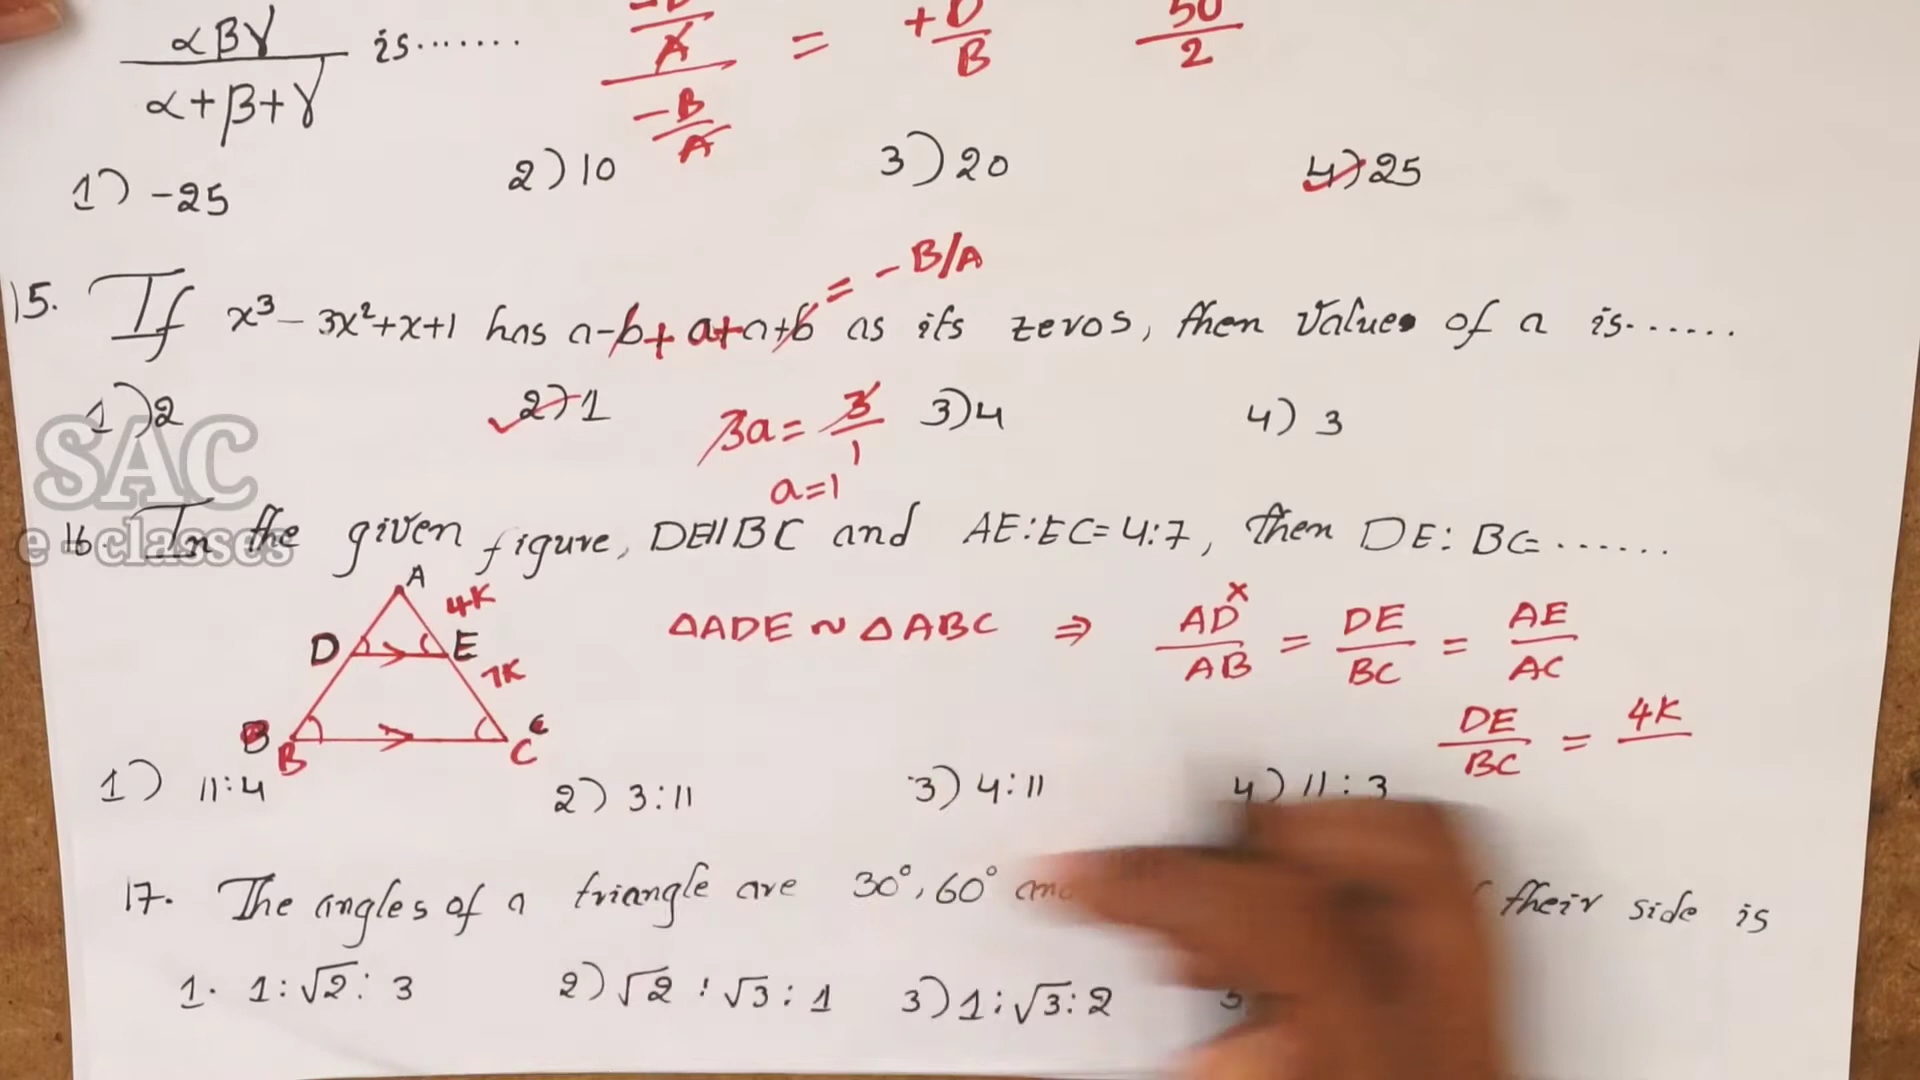 αβγ / α+β+γ is.......
/A / -B/A = +D/B 50/2
1) -25 2) 10 3) 20 4) 25
= -B/A
15. If x³-3x²+x+1 has a-b+a+a+b as its zeros, then value of a is......
1) 2 2) 1 3) 4 4) 3
3a = 3/1
a=1
16. In the given figure, DE||BC and AE:EC=4:7, then DE: BC=......
A
4K
D E
7K
B B C C
ΔADE ~ ΔABC ⇒ AD/AB x = DE/BC = AE/AC
DE/BC = 4K
1) 11:4 2) 3:11 3) 4:11 4) 11:3
17. The angles of a triangle are 30°, 60° their side is
1. 1:√2:3 2) √2:√3:1 3) 1:√3:2
SAC
e classes